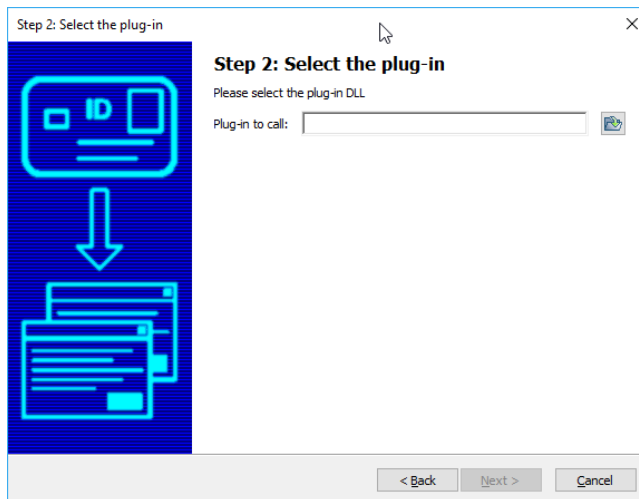 Step 2: Select the plug-in
ID
Step 2: Select the plug-in
Please select the plug-in DLL
Plug-in to call:
< Back
Next >
Cancel